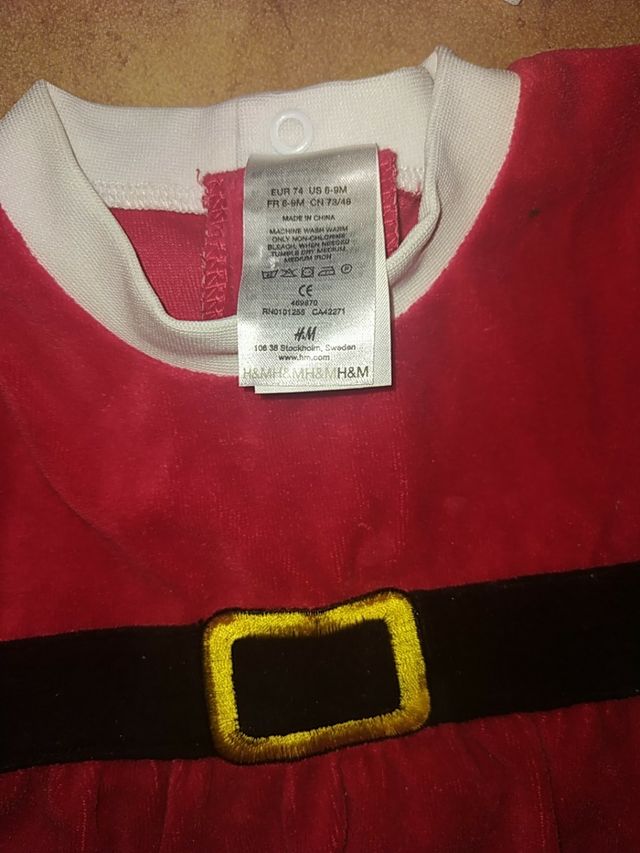 EUR 74 US 6-9M
FR 6-9M CN 73/48
MADE IN CHINA
MACHINE WASH WARM
ONLY NON-CHLORINE
BLEACH, WHEN NEEDED
TUMBLE DRY MEDIUM,
MEDIUM IRON
CE
469870
RN0101255 CA42271
H&M
106 38 Stockholm, Sweden
www.hm.com
H&MH&MH&MH&M